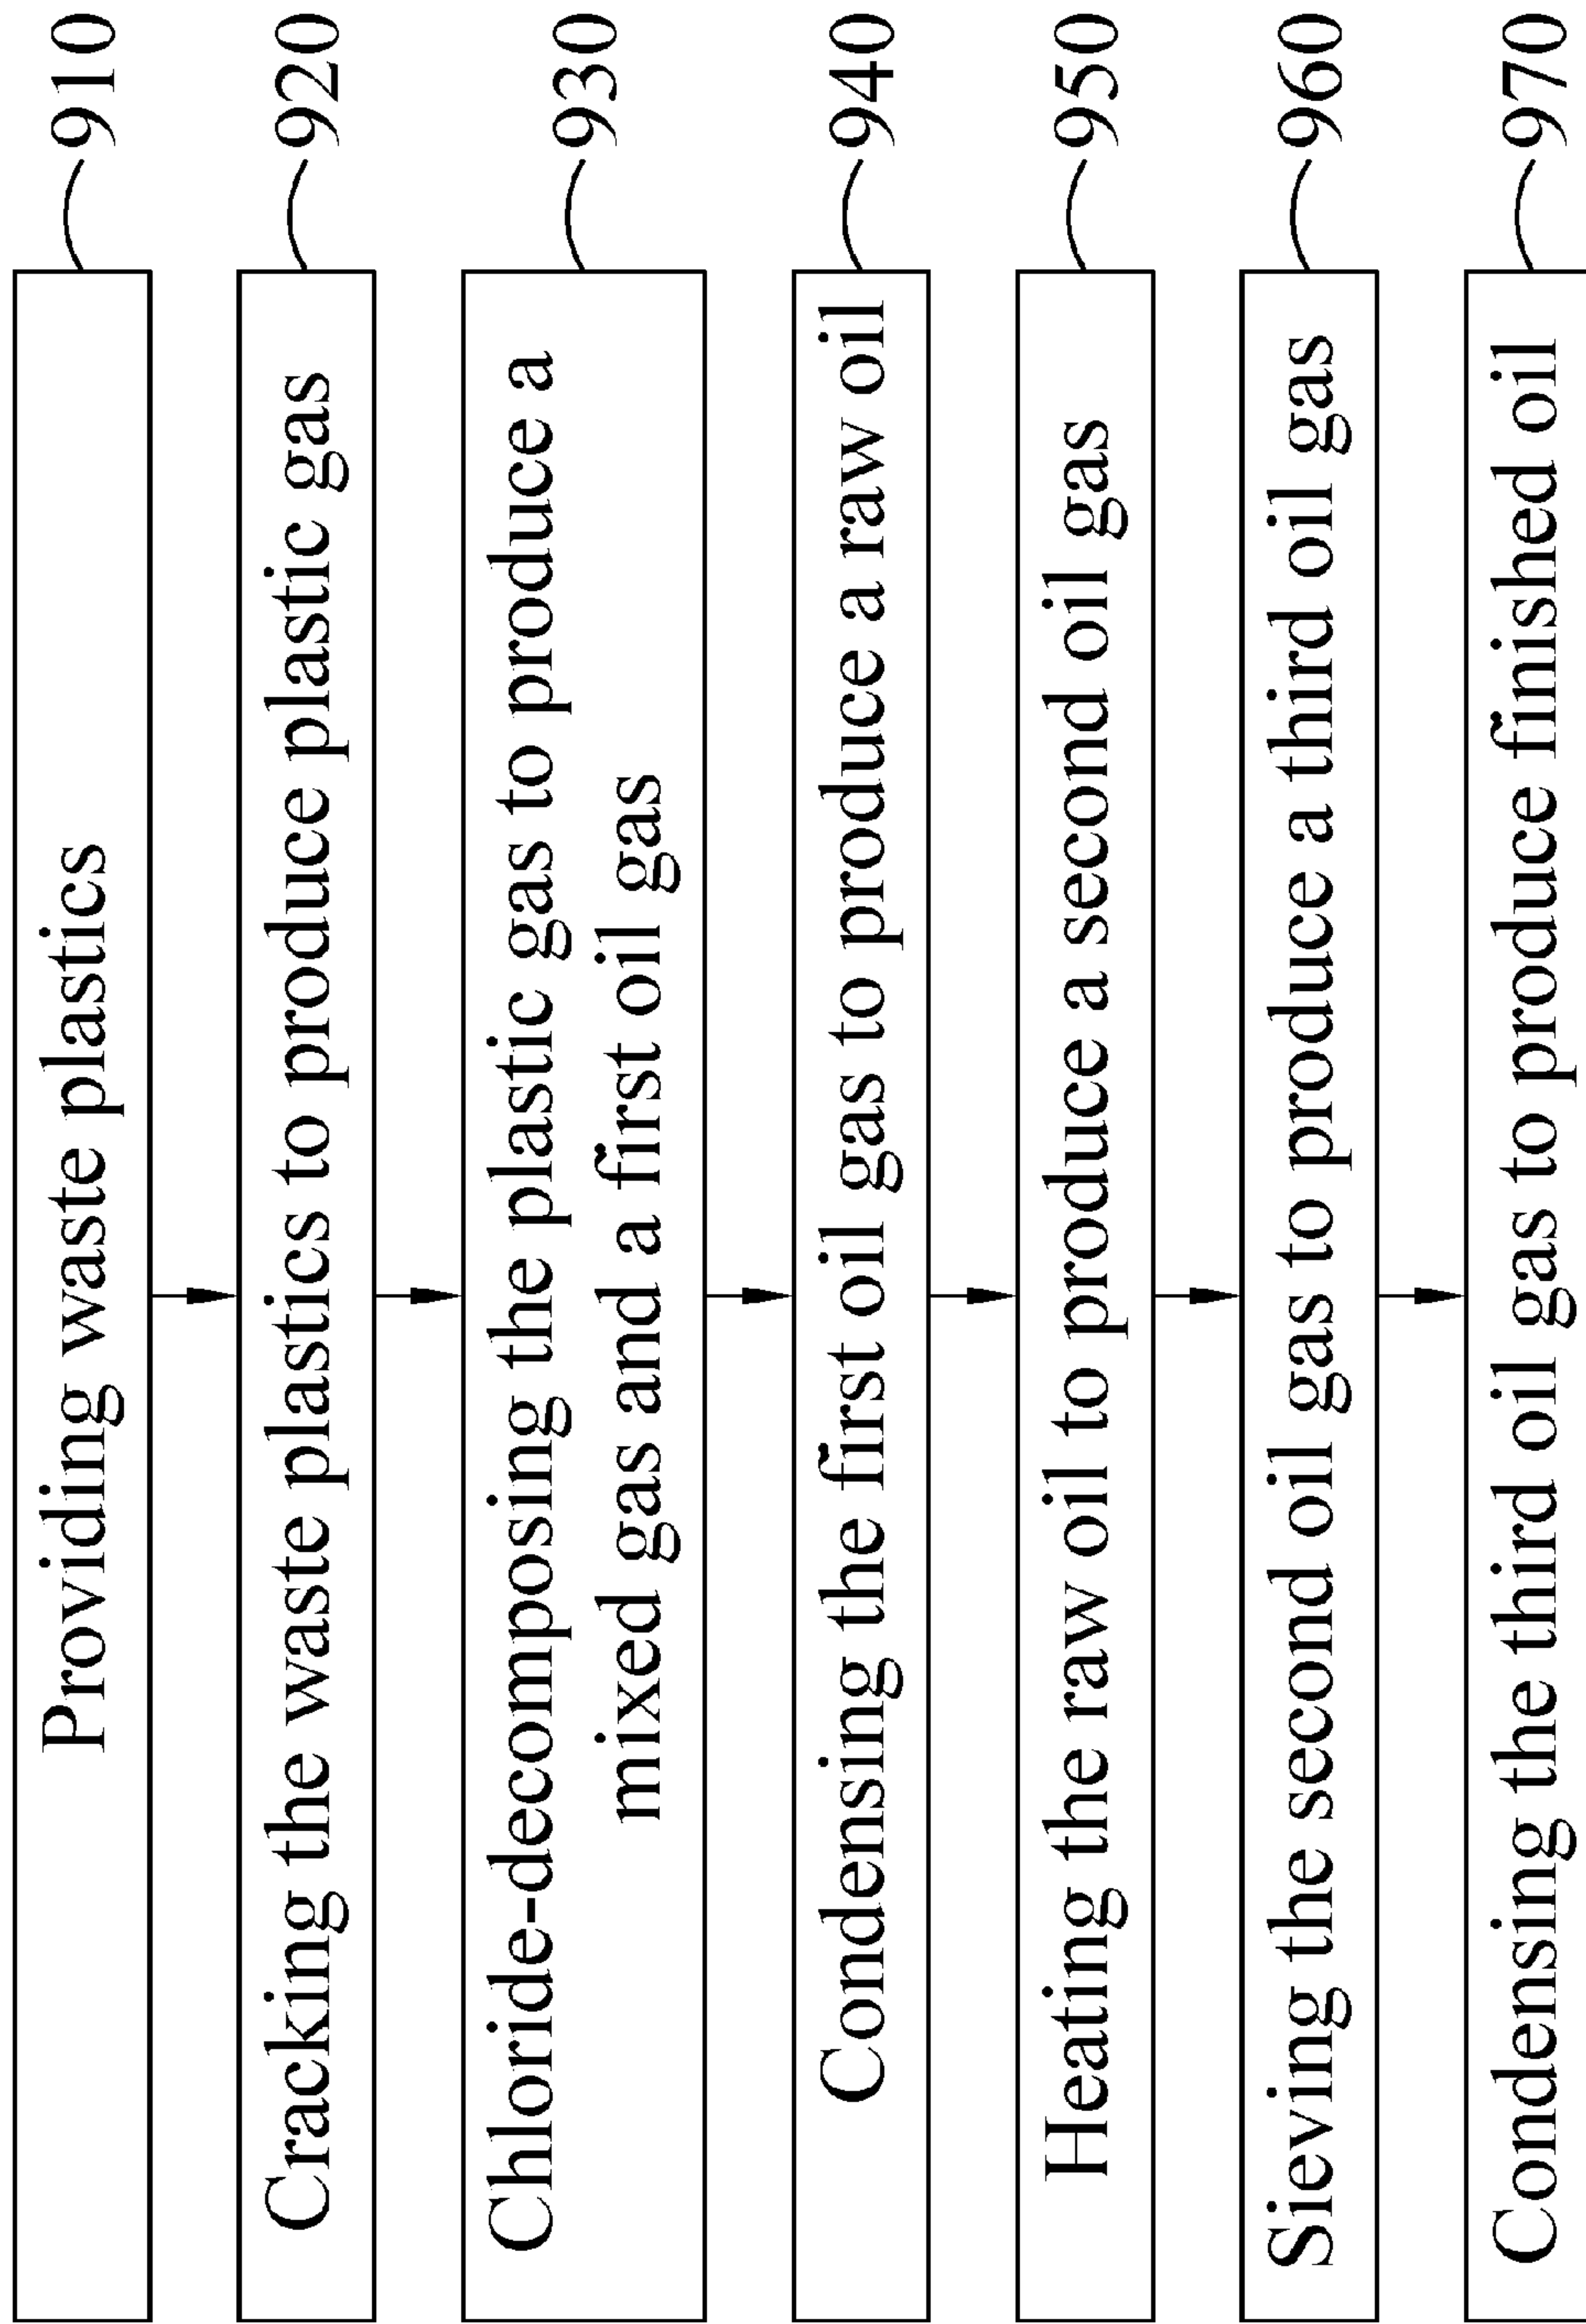 Providing waste plastics 910
Cracking the waste plastics to produce plastic gas 920
Chloride-decomposing the plastic gas to produce a 930
mixed gas and a first oil gas
Condensing the first oil gas to produce a raw oil 940
Heating the raw oil to produce a second oil gas 950
Sieving the second oil gas to produce a third oil gas 960
Condensing the third oil gas to produce finished oil 970